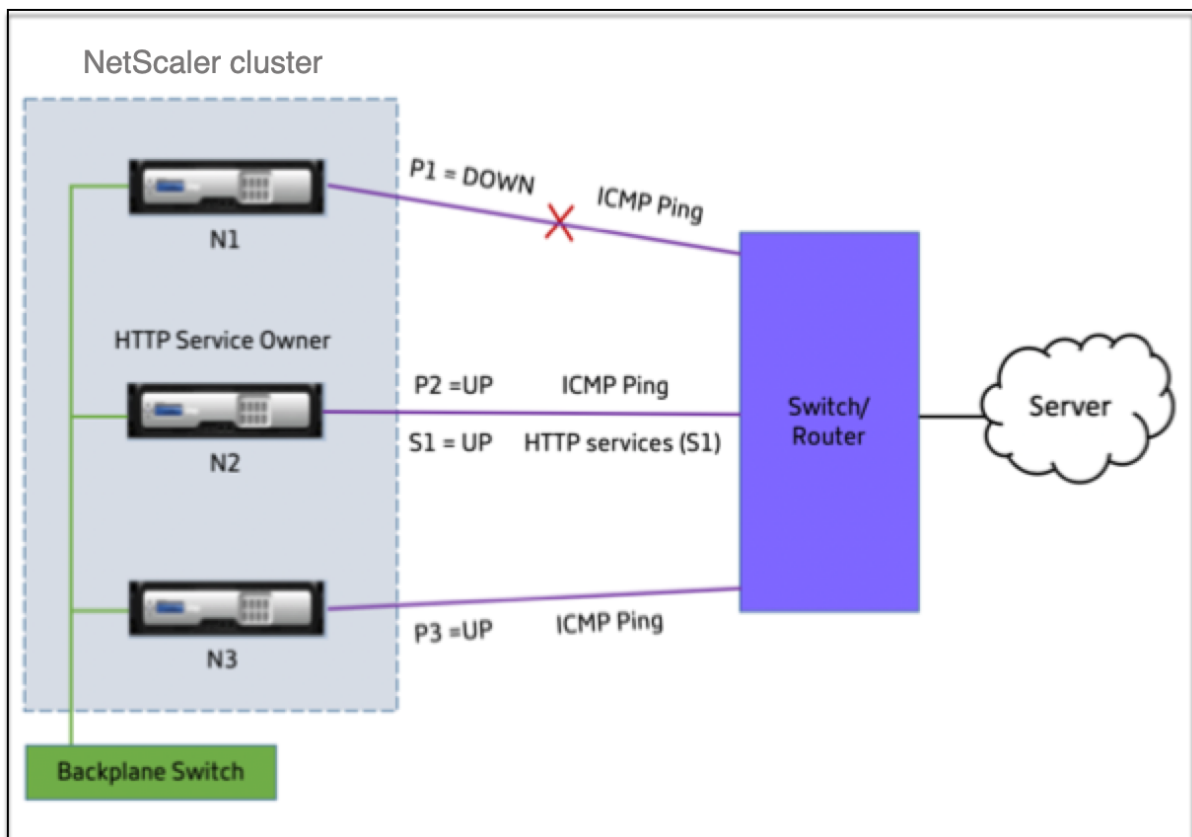 NetScaler cluster
P1 = DOWN
ICMP Ping
N1
HTTP Service Owner
P2 =UP
ICMP Ping
S1 = UP
HTTP services (S1)
N2
Switch/
Router
Server
P3 =UP
ICMP Ping
N3
Backplane Switch